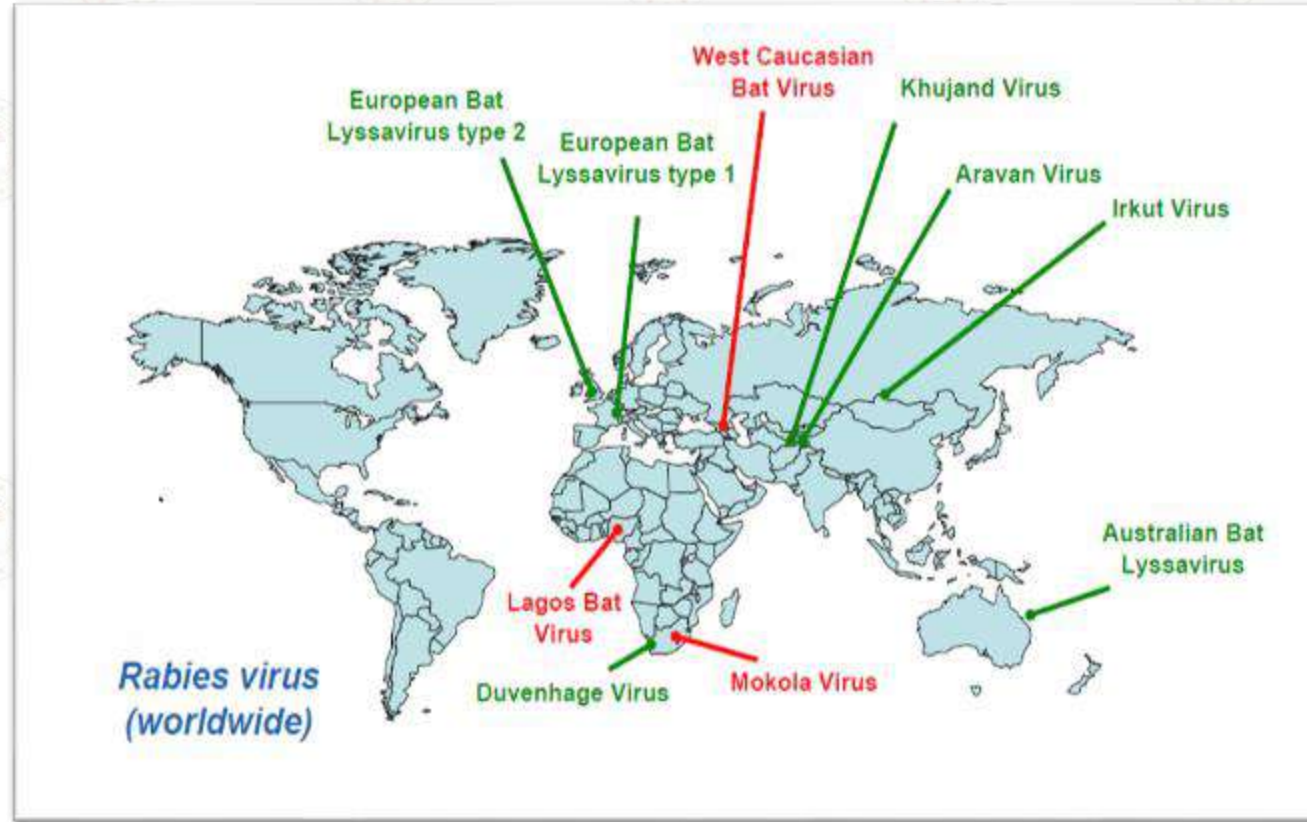 West Caucasian
Bat Virus
Khujand Virus
European Bat
Lyssavirus type 2
European Bat
Lyssavirus type 1
Aravan Virus
Irkut Virus
Australian Bat
Lyssavirus
Lagos Bat
Virus
Mokola Virus
Duvenhage Virus
Rabies virus
(worldwide)